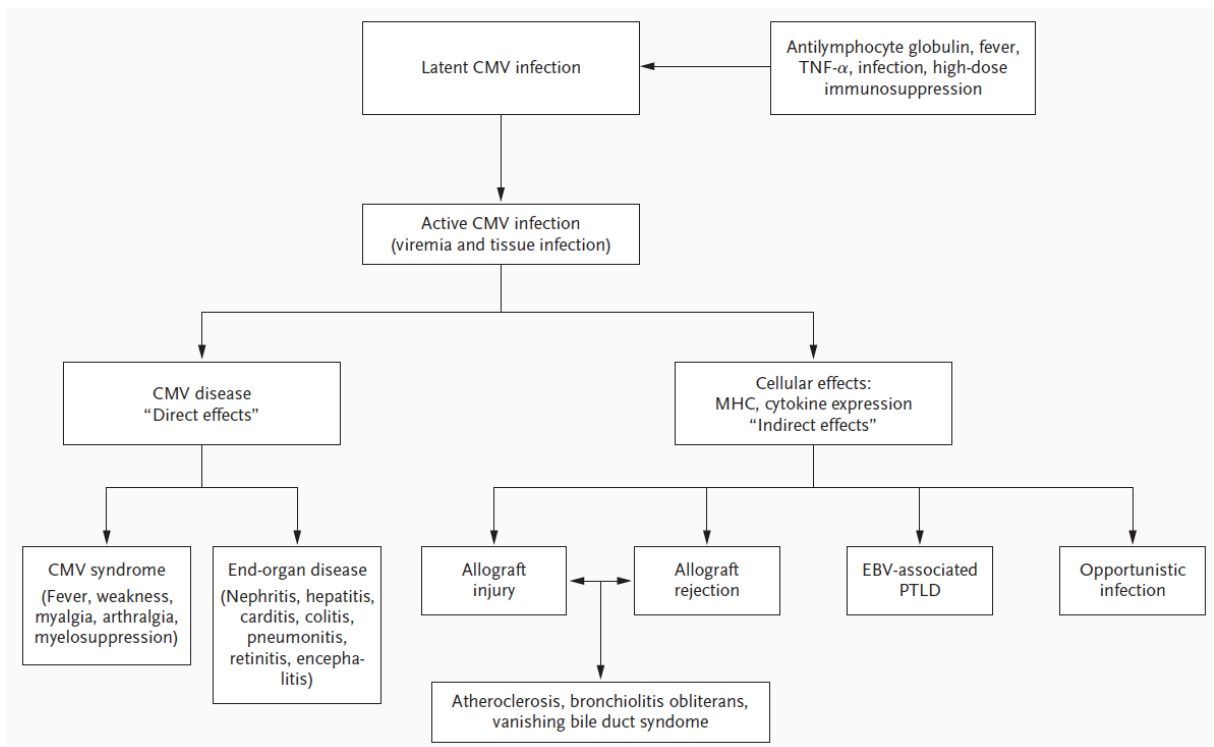 Latent CMV infection
Antilymphocyte globulin, fever,
TNF-α, infection, high-dose
immunosuppression
Active CMV infection
(viremia and tissue infection)
CMV disease
“Direct effects”
Cellular effects:
MHC, cytokine expression
“Indirect effects”
CMV syndrome
(Fever, weakness,
myalgia, arthralgia,
myelosuppression)
End-organ disease
(Nephritis, hepatitis,
carditis, colitis,
pneumonitis,
retinitis, encepha-
litis)
Allograft
injury
Allograft
rejection
EBV-associated
PTLD
Opportunistic
infection
Atheroclerosis, bronchiolitis obliterans,
vanishing bile duct syndome